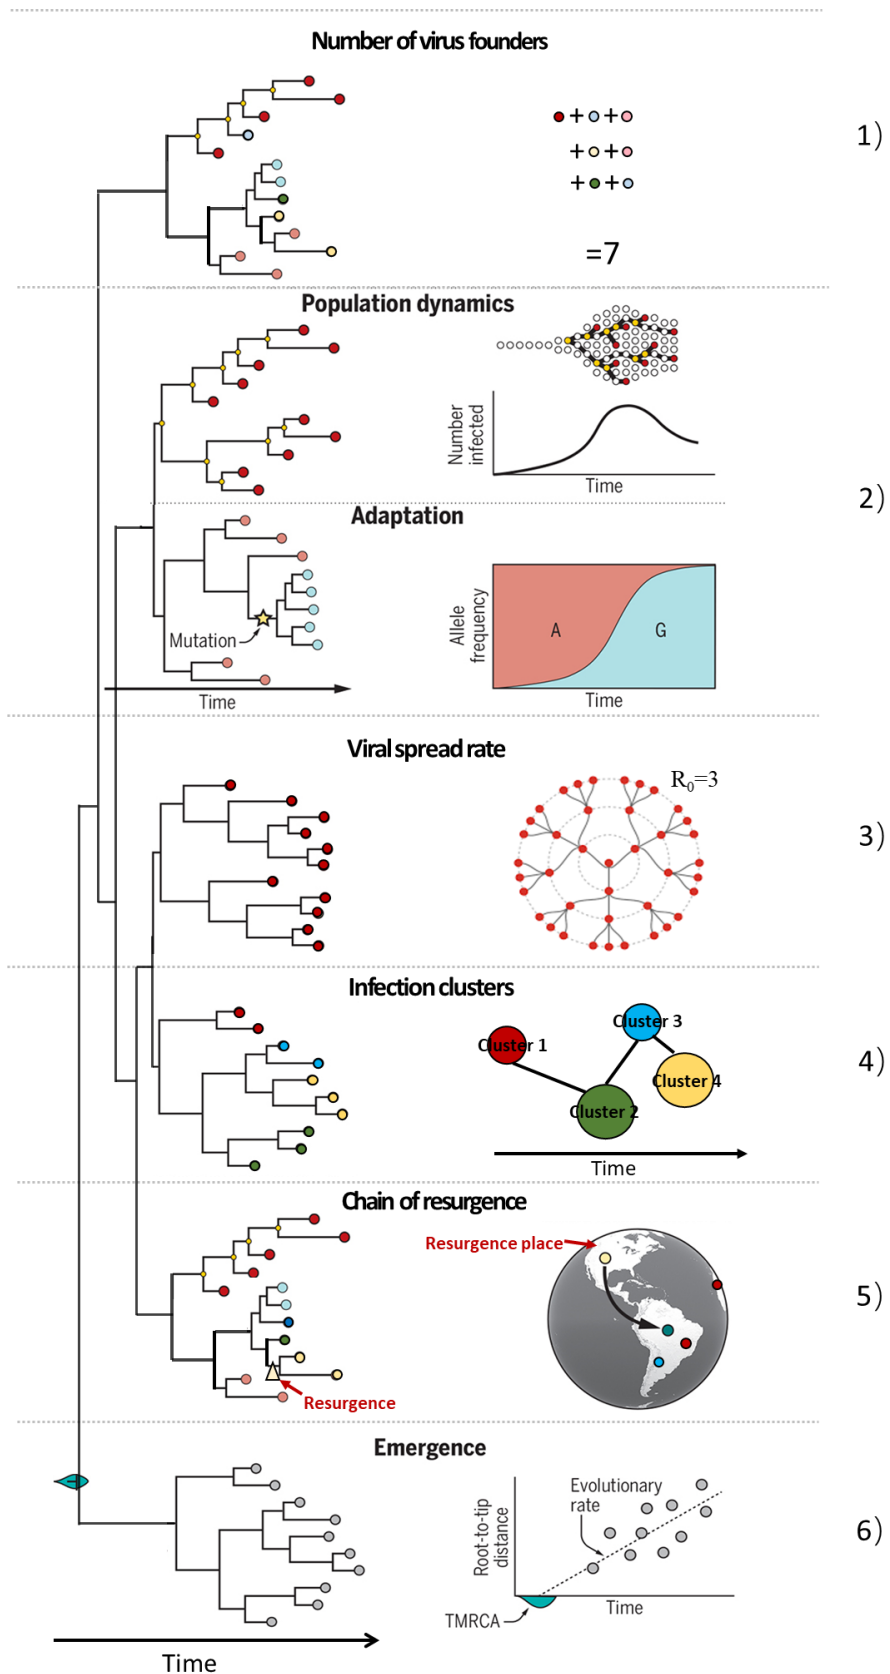 Number of virus founders
+ +
+ +
+ +
=7
1)
Population dynamics
Number
infected
Time
2)
Adaptation
Mutation
Time
Allele
frequency
A
G
Time
Viral spread rate
R₀=3
3)
Infection clusters
Cluster 1
Cluster 3
Cluster 4
Cluster 2
Time
4)
Chain of resurgence
Resurgence place
Resurgence
5)
Emergence
Evolutionary
rate
Root-to-tip
distance
TMRCA
Time
6)
Time